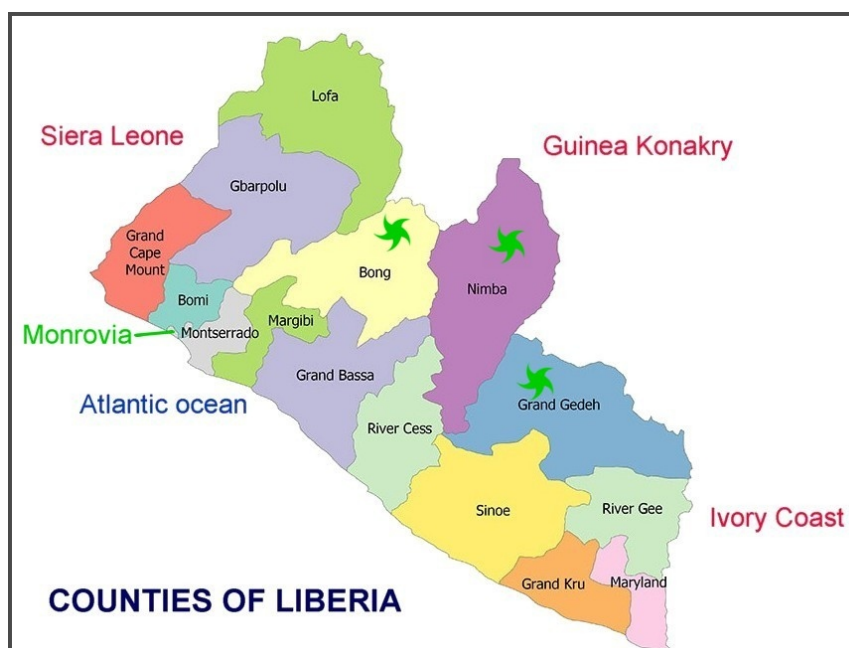 Lofa
Siera Leone
Guinea Konakry
Gbarpolu
Grand
Cape
Mount
Bong
Nimba
Bomi
Margibi
Montserrado
Monrovia
Grand Bassa
Atlantic ocean
Grand Gedeh
River Cess
Sinoe
River Gee
Ivory Coast
Grand Kru
Maryland
COUNTIES OF LIBERIA